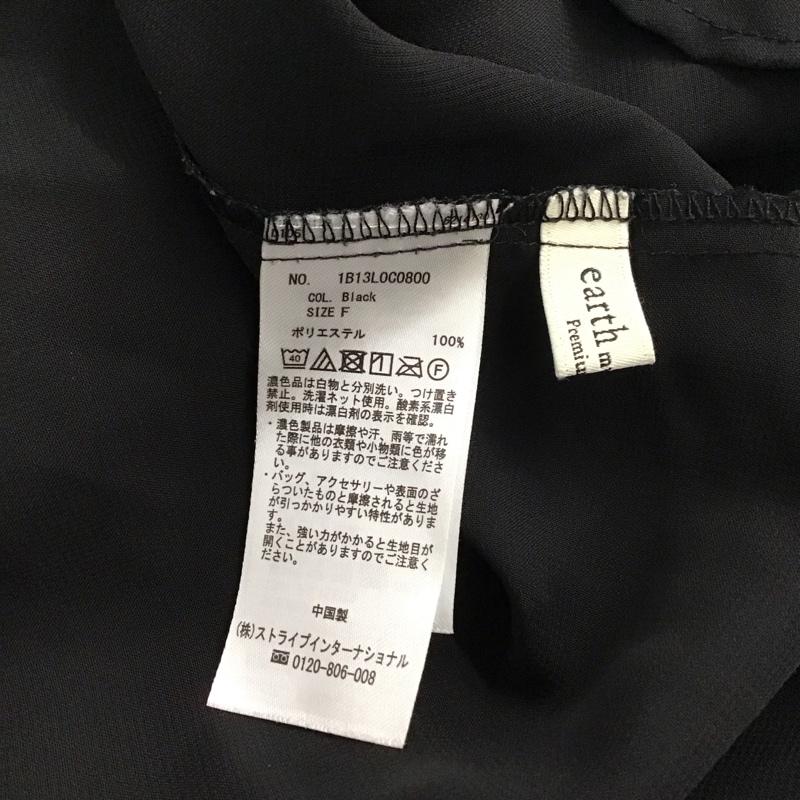 NO. 1B13L0C0800
COL. Black
SIZE F
ポリエステル 100%
40 F
濃色品は白物と分別洗い。つけ置き
禁止。洗濯ネット使用。酸素系漂白
剤使用時は漂白剤の表示を確認。
・濃色製品は摩擦や汗、雨等で濡れ
た際に他の衣類や小物類に色が移
る事がありますのでご注意くださ
い。
・バッグ、アクセサリーや表面のざ
らついたものと摩擦されると生地
が引っかかりやすい特性がありま
す。
また、強い力がかかると生地目が
開くことがありますのでご注意く
ださい。
中国製
(株)ストライプインターナショナル
0120-806-008
earth m
Premiu